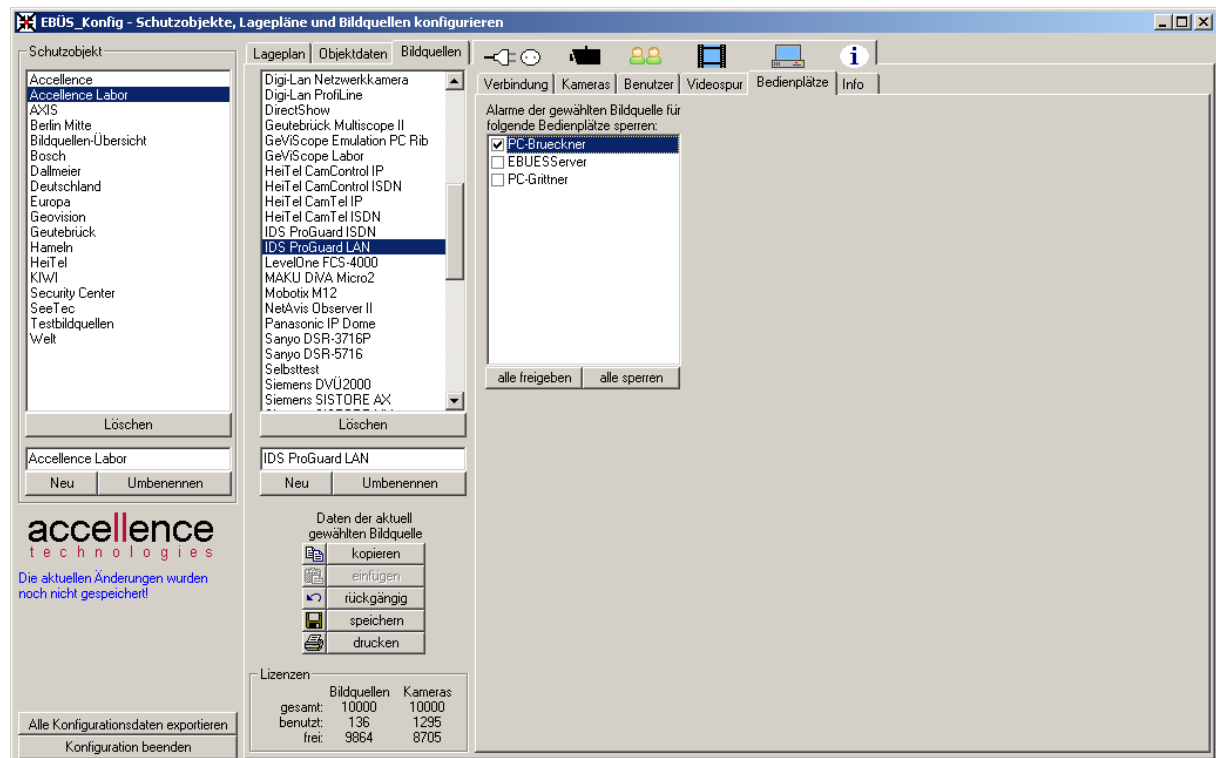 EBÜS_Konfig - Schutzobjekte, Lagepläne und Bildquellen konfigurieren
Schutzobjekt
Accellence
Accellence Labor
AXIS
Berlin Mitte
Bildquellen-Übersicht
Bosch
Dallmeier
Deutschland
Europa
Geovision
Geutebrück
Hameln
HeiTel
KIWI
Security Center
SeeTec
Testbildquellen
Welt
Löschen
Accellence Labor
Neu
Umbenennen
accellence
technologies
Die aktuellen Änderungen wurden
noch nicht gespeichert!
Alle Konfigurationsdaten exportieren
Konfiguration beenden
Lageplan
Objektdaten
Bildquellen
Digi-Lan Netzwerkkamera
Digi-Lan ProfiLine
DirectShow
Geutebrück Multiscope II
GeViScope Emulation PC Rib
GeViScope Labor
HeiTel CamControl IP
HeiTel CamControl ISDN
HeiTel CamTel IP
HeiTel CamTel ISDN
IDS ProGuard ISDN
IDS ProGuard LAN
LevelOne FCS-4000
MAKU DiVA Micro2
Mobotix M12
NetAvis Observer II
Panasonic IP Dome
Sanyo DSR-3716P
Sanyo DSR-5716
Selbsttest
Siemens DVÜ2000
Siemens SISTORE AX
Löschen
IDS ProGuard LAN
Neu
Umbenennen
Daten der aktuell
gewählten Bildquelle
kopieren
einfügen
rückgängig
speichern
drucken
Lizenzen
Bildquellen Kameras
gesamt: 10000 10000
benutzt: 136 1295
frei: 9864 8705
Verbindung
Kameras
Benutzer
Videospur
Bedienplätze
Info
Alarme der gewählten Bildquelle für
folgende Bedienplätze sperren:
PC-Brueckner
EBUESServer
PC-Grittner
alle freigeben
alle sperren